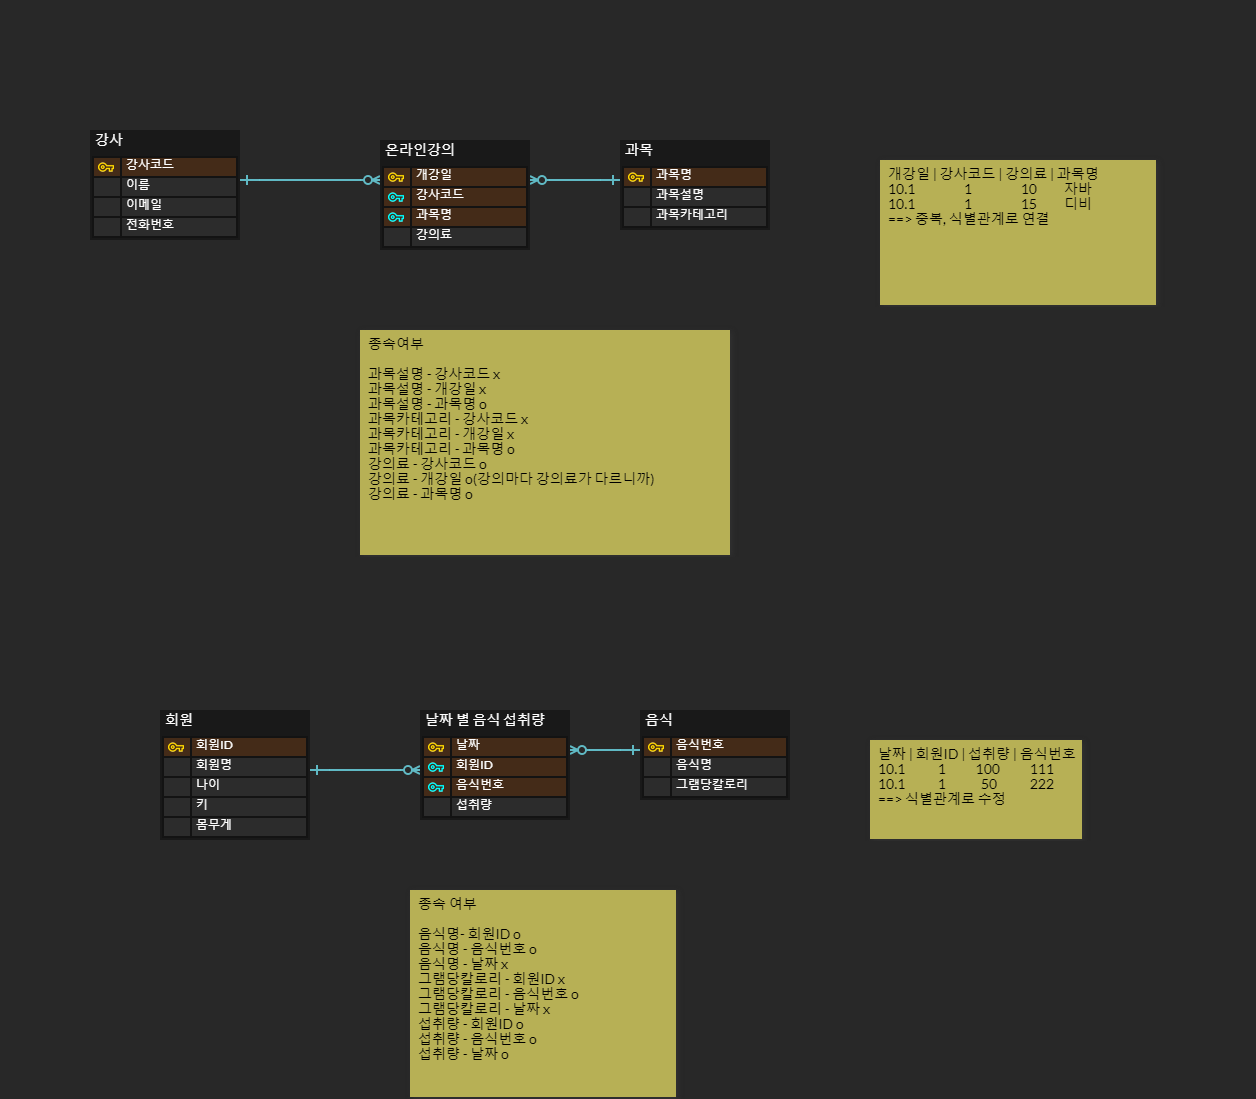 강사
강사코드
이름
이메일
전화번호
온라인강의
개강일
강사코드
과목명
강의료
과목
과목명
과목설명
과목카테고리
개강일 | 강사코드 | 강의료 | 과목명
10.1 1 10 자바
10.1 1 15 디비
==> 중복, 식별관계로 연결
종속여부
과목설명 - 강사코드 x
과목설명 - 개강일 x
과목설명 - 과목명 o
과목카테고리 - 강사코드 x
과목카테고리 - 개강일 x
과목카테고리 - 과목명 o
강의료 - 강사코드 o
강의료 - 개강일 o(강의마다 강의료가 다르니까)
강의료 - 과목명 o
회원
회원ID
회원명
나이
키
몸무게
날짜 별 음식 섭취량
날짜
회원ID
음식번호
섭취량
음식
음식번호
음식명
그램당칼로리
날짜 | 회원ID | 섭취량 | 음식번호
10.1 1 100 111
10.1 1 50 222
==> 식별관계로 수정
종속 여부
음식명- 회원ID o
음식명 - 음식번호 o
음식명 - 날짜 x
그램당칼로리 - 회원ID x
그램당칼로리 - 음식번호 o
그램당칼로리 - 날짜 x
섭취량 - 회원ID o
섭취량 - 음식번호 o
섭취량 - 날짜 o